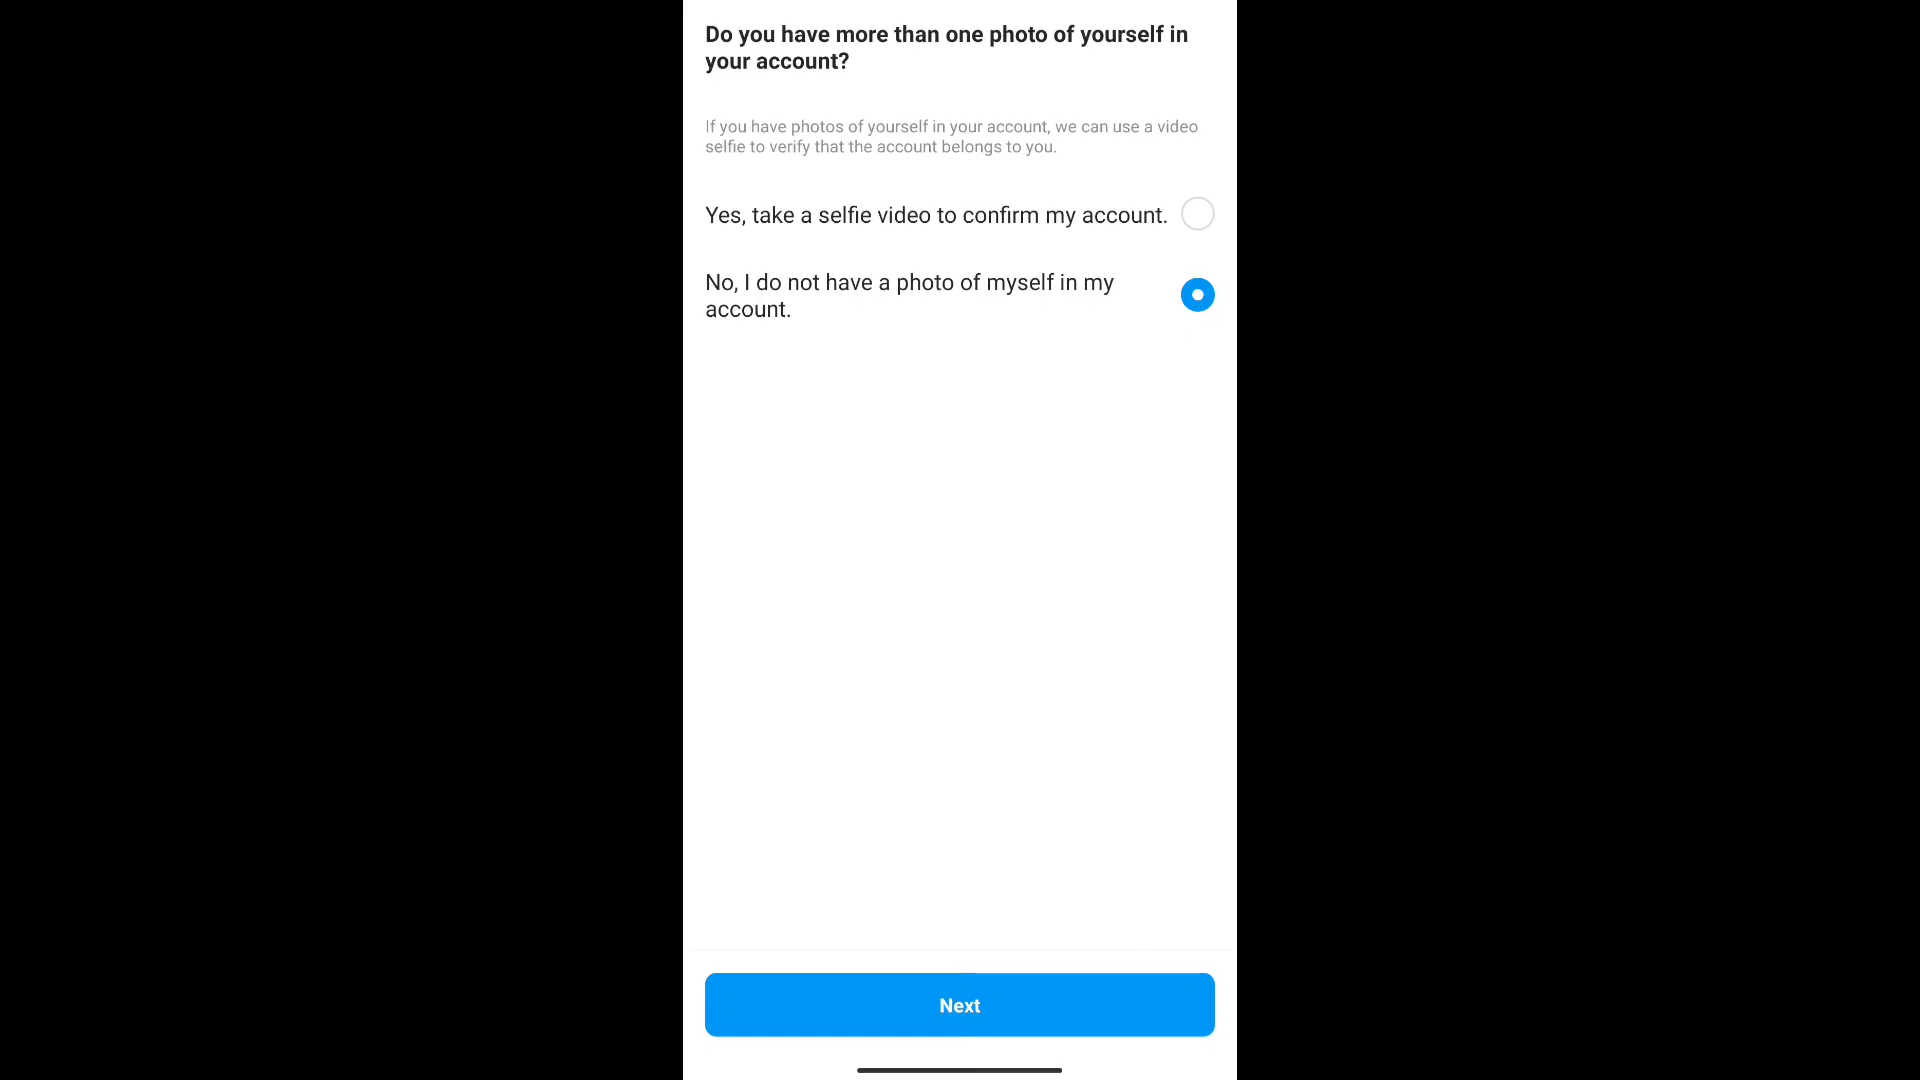 Do you have more than one photo of yourself in
your account?
If you have photos of yourself in your account, we can use a video
selfie to verify that the account belongs to you.
Yes, take a selfie video to confirm my account.
No, I do not have a photo of myself in my
account.
Next